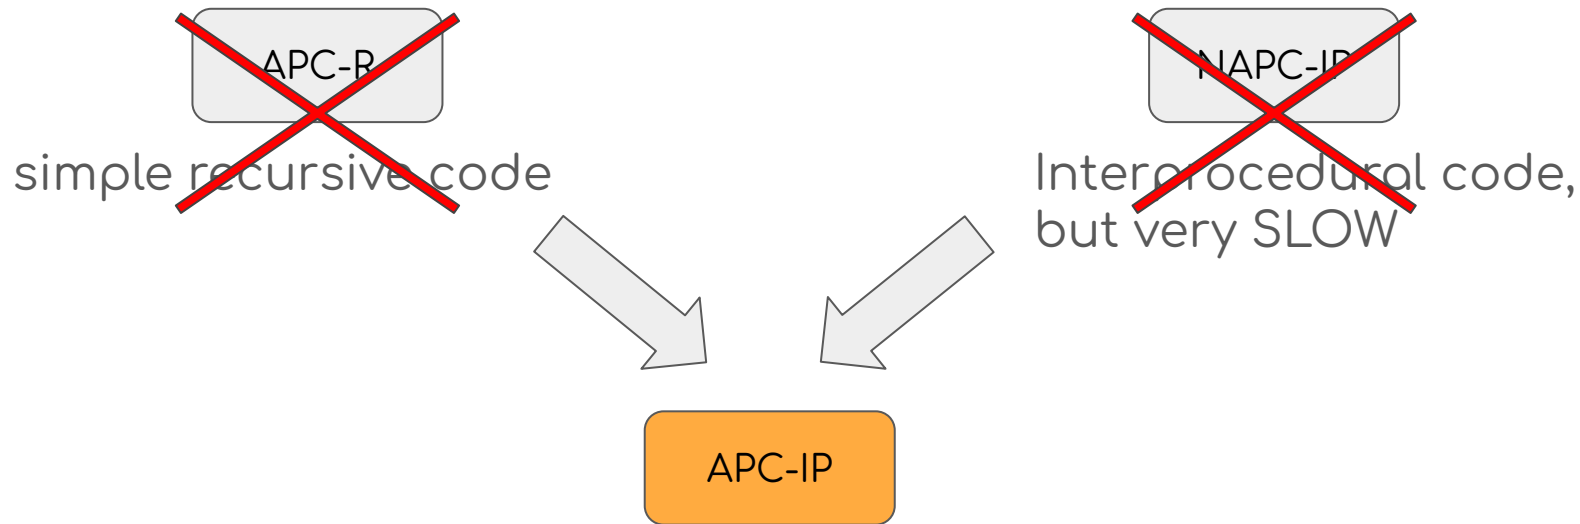 APC-R
NAPC-IP
simple recursive code
Interprocedural code,
but very SLOW
APC-IP